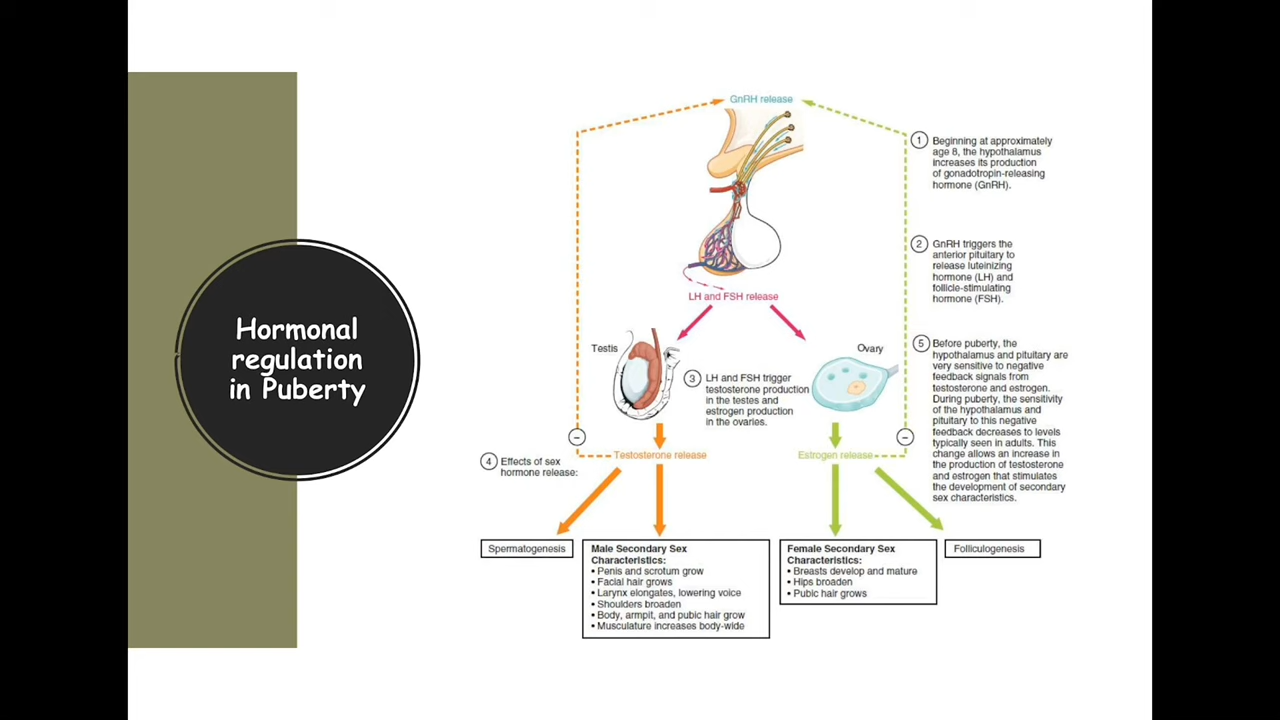 Hormonal
regulation
in Puberty
GnRH release
1 Beginning at approximately
age 8, the hypothalamus
increases its production
of gonadotropin-releasing
hormone (GnRH).
2 GnRH triggers the
anterior pituitary to
release luteinizing
hormone (LH) and
follicle-stimulating
hormone (FSH).
LH and FSH release
Testis
Ovary
3 LH and FSH trigger
testosterone production
in the testes and
estrogen production
in the ovaries.
5 Before puberty, the
hypothalamus and pituitary are
very sensitive to negative
feedback signals from
testosterone and estrogen.
During puberty, the sensitivity
of the hypothalamus and
pituitary to this negative
feedback decreases to levels
typically seen in adults. This
change allows an increase in
the production of testosterone
and estrogen that stimulates
the development of secondary
sex characteristics.
−
−
Testosterone release
Estrogen release
4 Effects of sex
hormone release:
Spermatogenesis
Male Secondary Sex
Characteristics:
• Penis and scrotum grow
• Facial hair grows
• Larynx elongates, lowering voice
• Shoulders broaden
• Body, armpit, and pubic hair grow
• Musculature increases body-wide
Female Secondary Sex
Characteristics:
• Breasts develop and mature
• Hips broaden
• Pubic hair grows
Folliculogenesis